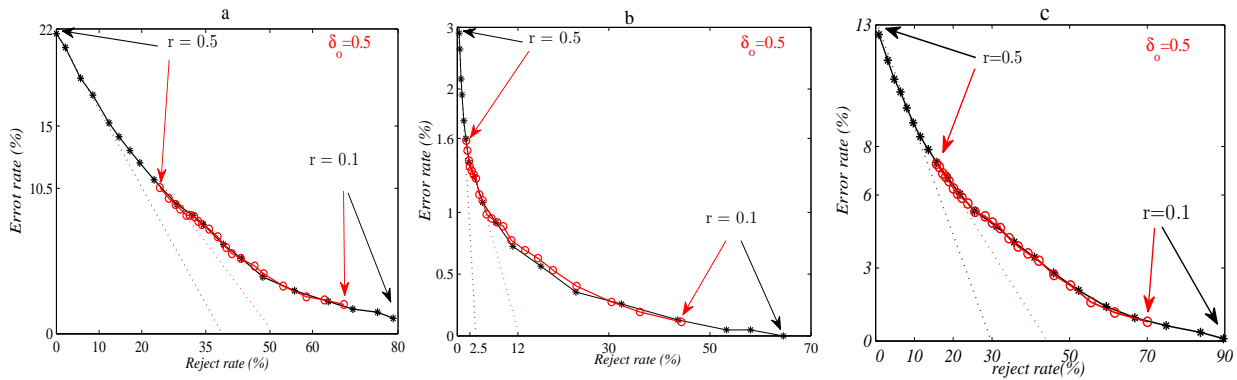 a
22
15
10.5
0
Errot rate (%)
r = 0.5
δo=0.5
r = 0.1
0 10 20 35 50 60 80
Reject rate (%)
b
3
2
1.6
1
0.5
0
Error rate (%)
r = 0.5
δo=0.5
r = 0.1
0 2.5 12 30 50 70
Reject rate (%)
c
13
8
6
3
0
Error rate (%)
r=0.5
δo=0.5
r=0.1
0 10 20 30 50 70 90
reject rate(%)